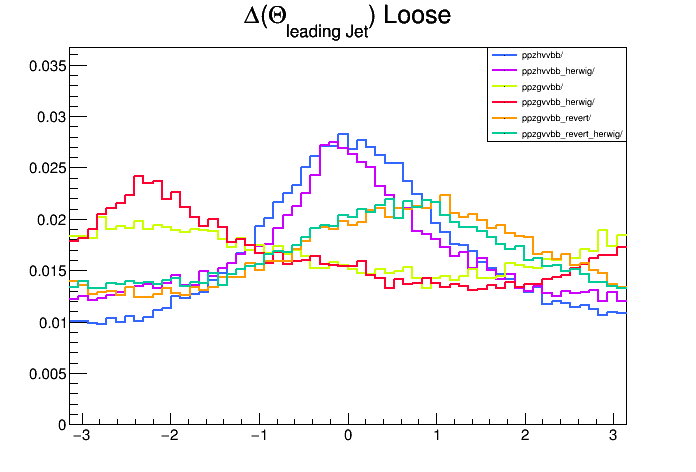 Δ(Θleading Jet) Loose
ppzhvvbb/
ppzhvvbb_herwig/
ppzgvvbb/
ppzgvvbb_herwig/
ppzgvvbb_revert/
ppzgvvbb_revert_herwig/
0.035
0.03
0.025
0.02
0.015
0.01
0.005
0
−3 −2 −1 0 1 2 3